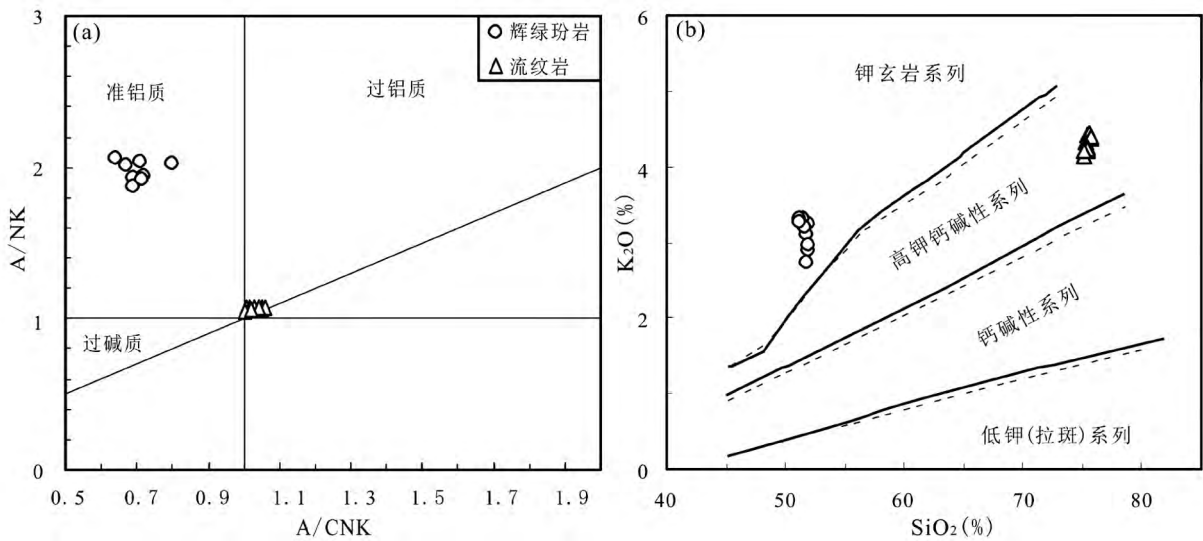 (a)
辉绿玢岩
流纹岩
准铝质
过铝质
过碱质
A/NK
3
2
1
0
0.5
0.7
0.9
1.1
1.3
1.5
1.7
1.9
A/CNK
(b)
钾玄岩系列
高钾钙碱性系列
钙碱性系列
低钾(拉斑)系列
K₂O(%)
6
4
2
0
40
50
60
70
SiO₂(%)